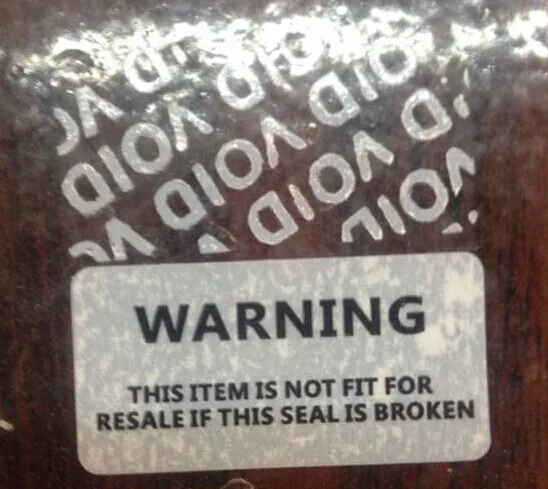 VOID
VOID VOID
VOID VOID VOID
VOID VOID
WARNING
THIS ITEM IS NOT FIT FOR
RESALE IF THIS SEAL IS BROKEN